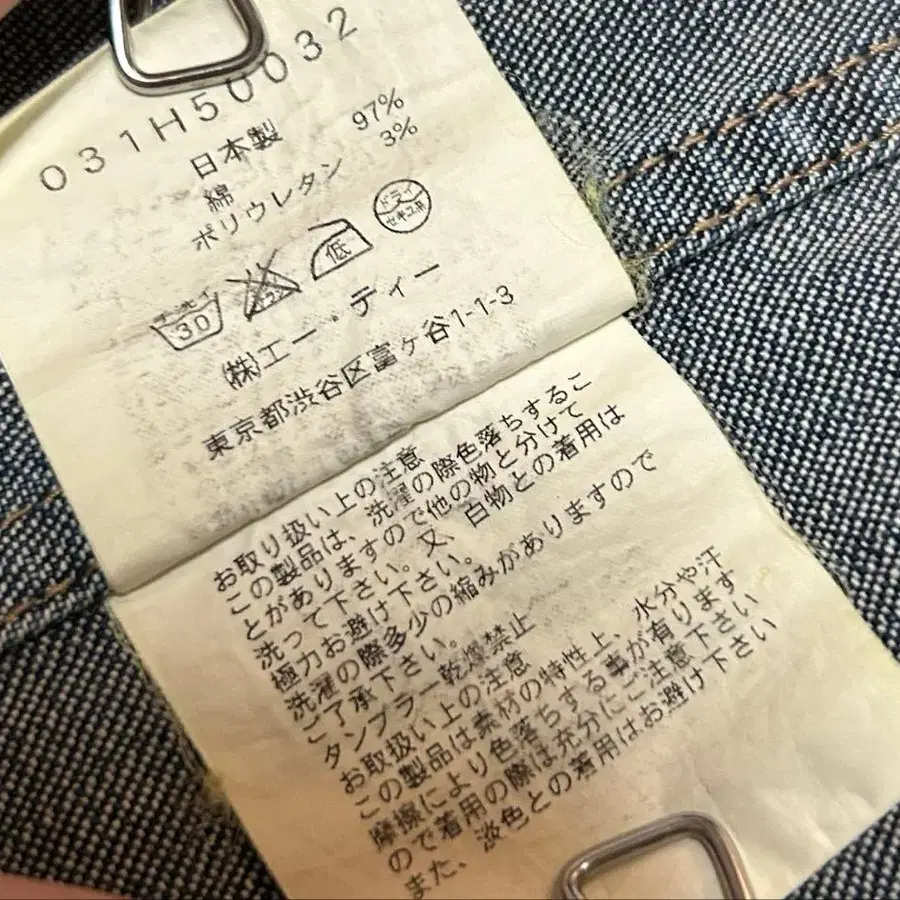 031H50032
日本製
綿 97%
ポリウレタン 3%
30
低
ドライ
セキユ系
(株)エー・ティー
東京都渋谷区富ヶ谷1-1-3
お取り扱い上の注意
この製品は、洗濯の際色落ちするこ
とがありますので他の物と分けて
洗って下さい。又、白物との着用は
極力お避け下さい。
洗濯の際多少の縮みがありますので
ご了承下さい。
タンブラー乾燥禁止
お取扱い上の注意
この製品は素材の特性上、水分や汗
摩擦により色落ちする事が有ります
ので着用の際は充分にご注意下さい
また、淡色との着用はお避け下さい